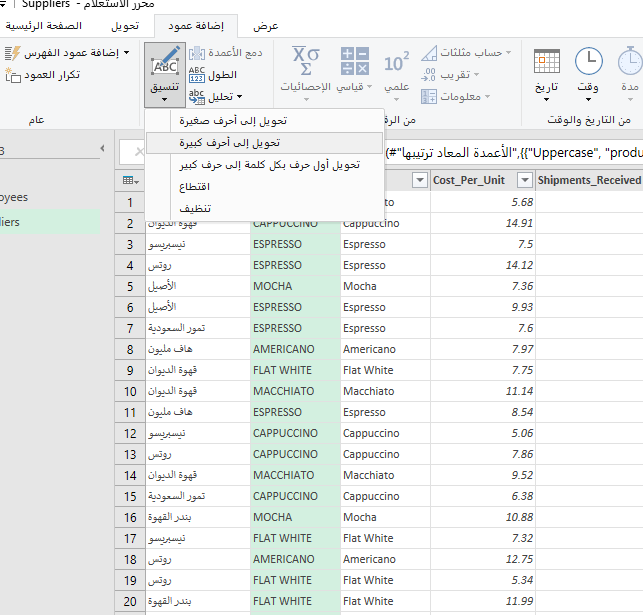 محرر الاستعلام - Suppliers
الصفحة الرئيسية تحويل إضافة عمود عرض
إضافة عمود الفهرس
تكرار العمود
عام
تنسيق
دمج الأعمدة
ABC
123
الطول
ABC
abc
تحليل
XσΣ
الإحصائيات
قياسي
10²
علمي
حساب مثلثات
.00
تقريب
معلومات
من الرق
تاريخ
وقت
مدة
من التاريخ والوقت
تحويل إلى أحرف صغيرة
تحويل إلى أحرف كبيرة
تحويل أول حرف بكل كلمة إلى حرف كبير
اقتطاع
تنظيف
3
oyees
iers
(#"الأعمدة المعاد ترتيبها",{{"Uppercase", "produ
Cost_Per_Unit Shipments_Received
1 to 5.68
2 قهوة الديوان CAPPUCCINO Cappuccino 14.91
3 نيسبريسو ESPRESSO Espresso 7.5
4 روتس ESPRESSO Espresso 14.12
5 الأصيل MOCHA Mocha 7.36
6 الأصيل ESPRESSO Espresso 9.93
7 تمور السعودية ESPRESSO Espresso 7.6
8 هاف مليون AMERICANO Americano 7.97
9 قهوة الديوان FLAT WHITE Flat White 7.75
10 قهوة الديوان MACCHIATO Macchiato 11.14
11 هاف مليون ESPRESSO Espresso 8.54
12 نيسبريسو CAPPUCCINO Cappuccino 5.06
13 روتس CAPPUCCINO Cappuccino 7.86
14 قهوة الديوان MACCHIATO Macchiato 9.52
15 تمور السعودية CAPPUCCINO Cappuccino 6.38
16 بندر القهوة MOCHA Mocha 10.88
17 نيسبريسو FLAT WHITE Flat White 7.32
18 روتس AMERICANO Americano 12.75
19 روتس FLAT WHITE Flat White 5.34
20 بندر القهوة FLAT WHITE Flat White 11.99